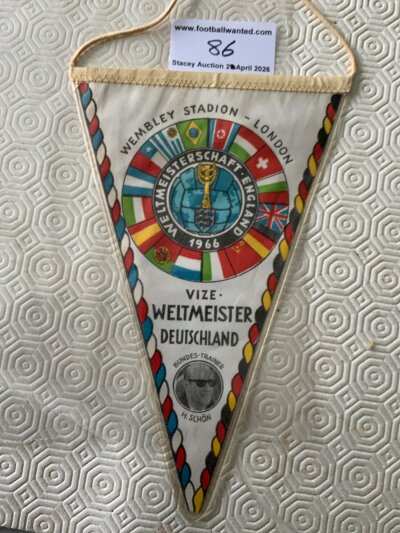 www.footballwanted.com
86
Stacey Auction 2 April 2026
WEMBLEY STADION - LONDON
WELTMEISTERSCHAFT · ENGLAND
1966
VIZE -
WELTMEISTER
DEUTSCHLAND
BUNDES-TRAINER
H. SCHÖN